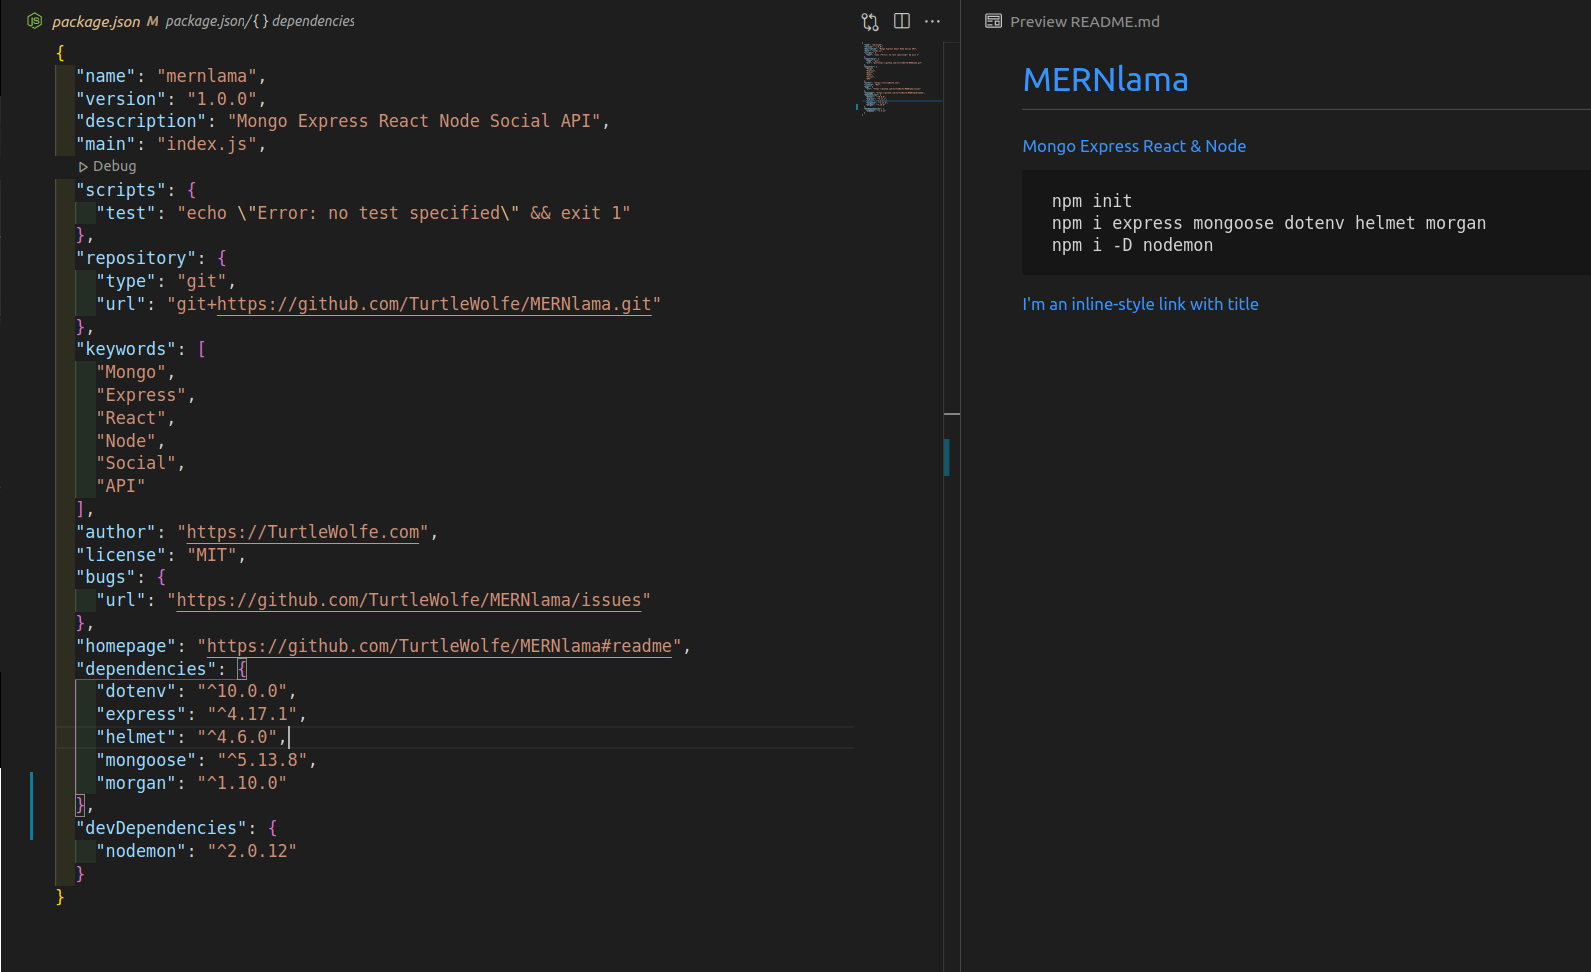 package.json M package.json/{ } dependencies
{
"name": "mernlama",
"version": "1.0.0",
"description": "Mongo Express React Node Social API",
"main": "index.js",
Debug
"scripts": {
"test": "echo \"Error: no test specified\" && exit 1"
},
"repository": {
"type": "git",
"url": "git+https://github.com/TurtleWolfe/MERNlama.git"
},
"keywords": [
"Mongo",
"Express",
"React",
"Node",
"Social",
"API"
],
"author": "https://TurtleWolfe.com",
"license": "MIT",
"bugs": {
"url": "https://github.com/TurtleWolfe/MERNlama/issues"
},
"homepage": "https://github.com/TurtleWolfe/MERNlama#readme",
"dependencies": {
"dotenv": "^10.0.0",
"express": "^4.17.1",
"helmet": "^4.6.0",
"mongoose": "^5.13.8",
"morgan": "^1.10.0"
},
"devDependencies": {
"nodemon": "^2.0.12"
}
}
Preview README.md
MERNlama
Mongo Express React & Node
npm init
npm i express mongoose dotenv helmet morgan
npm i -D nodemon
I'm an inline-style link with title